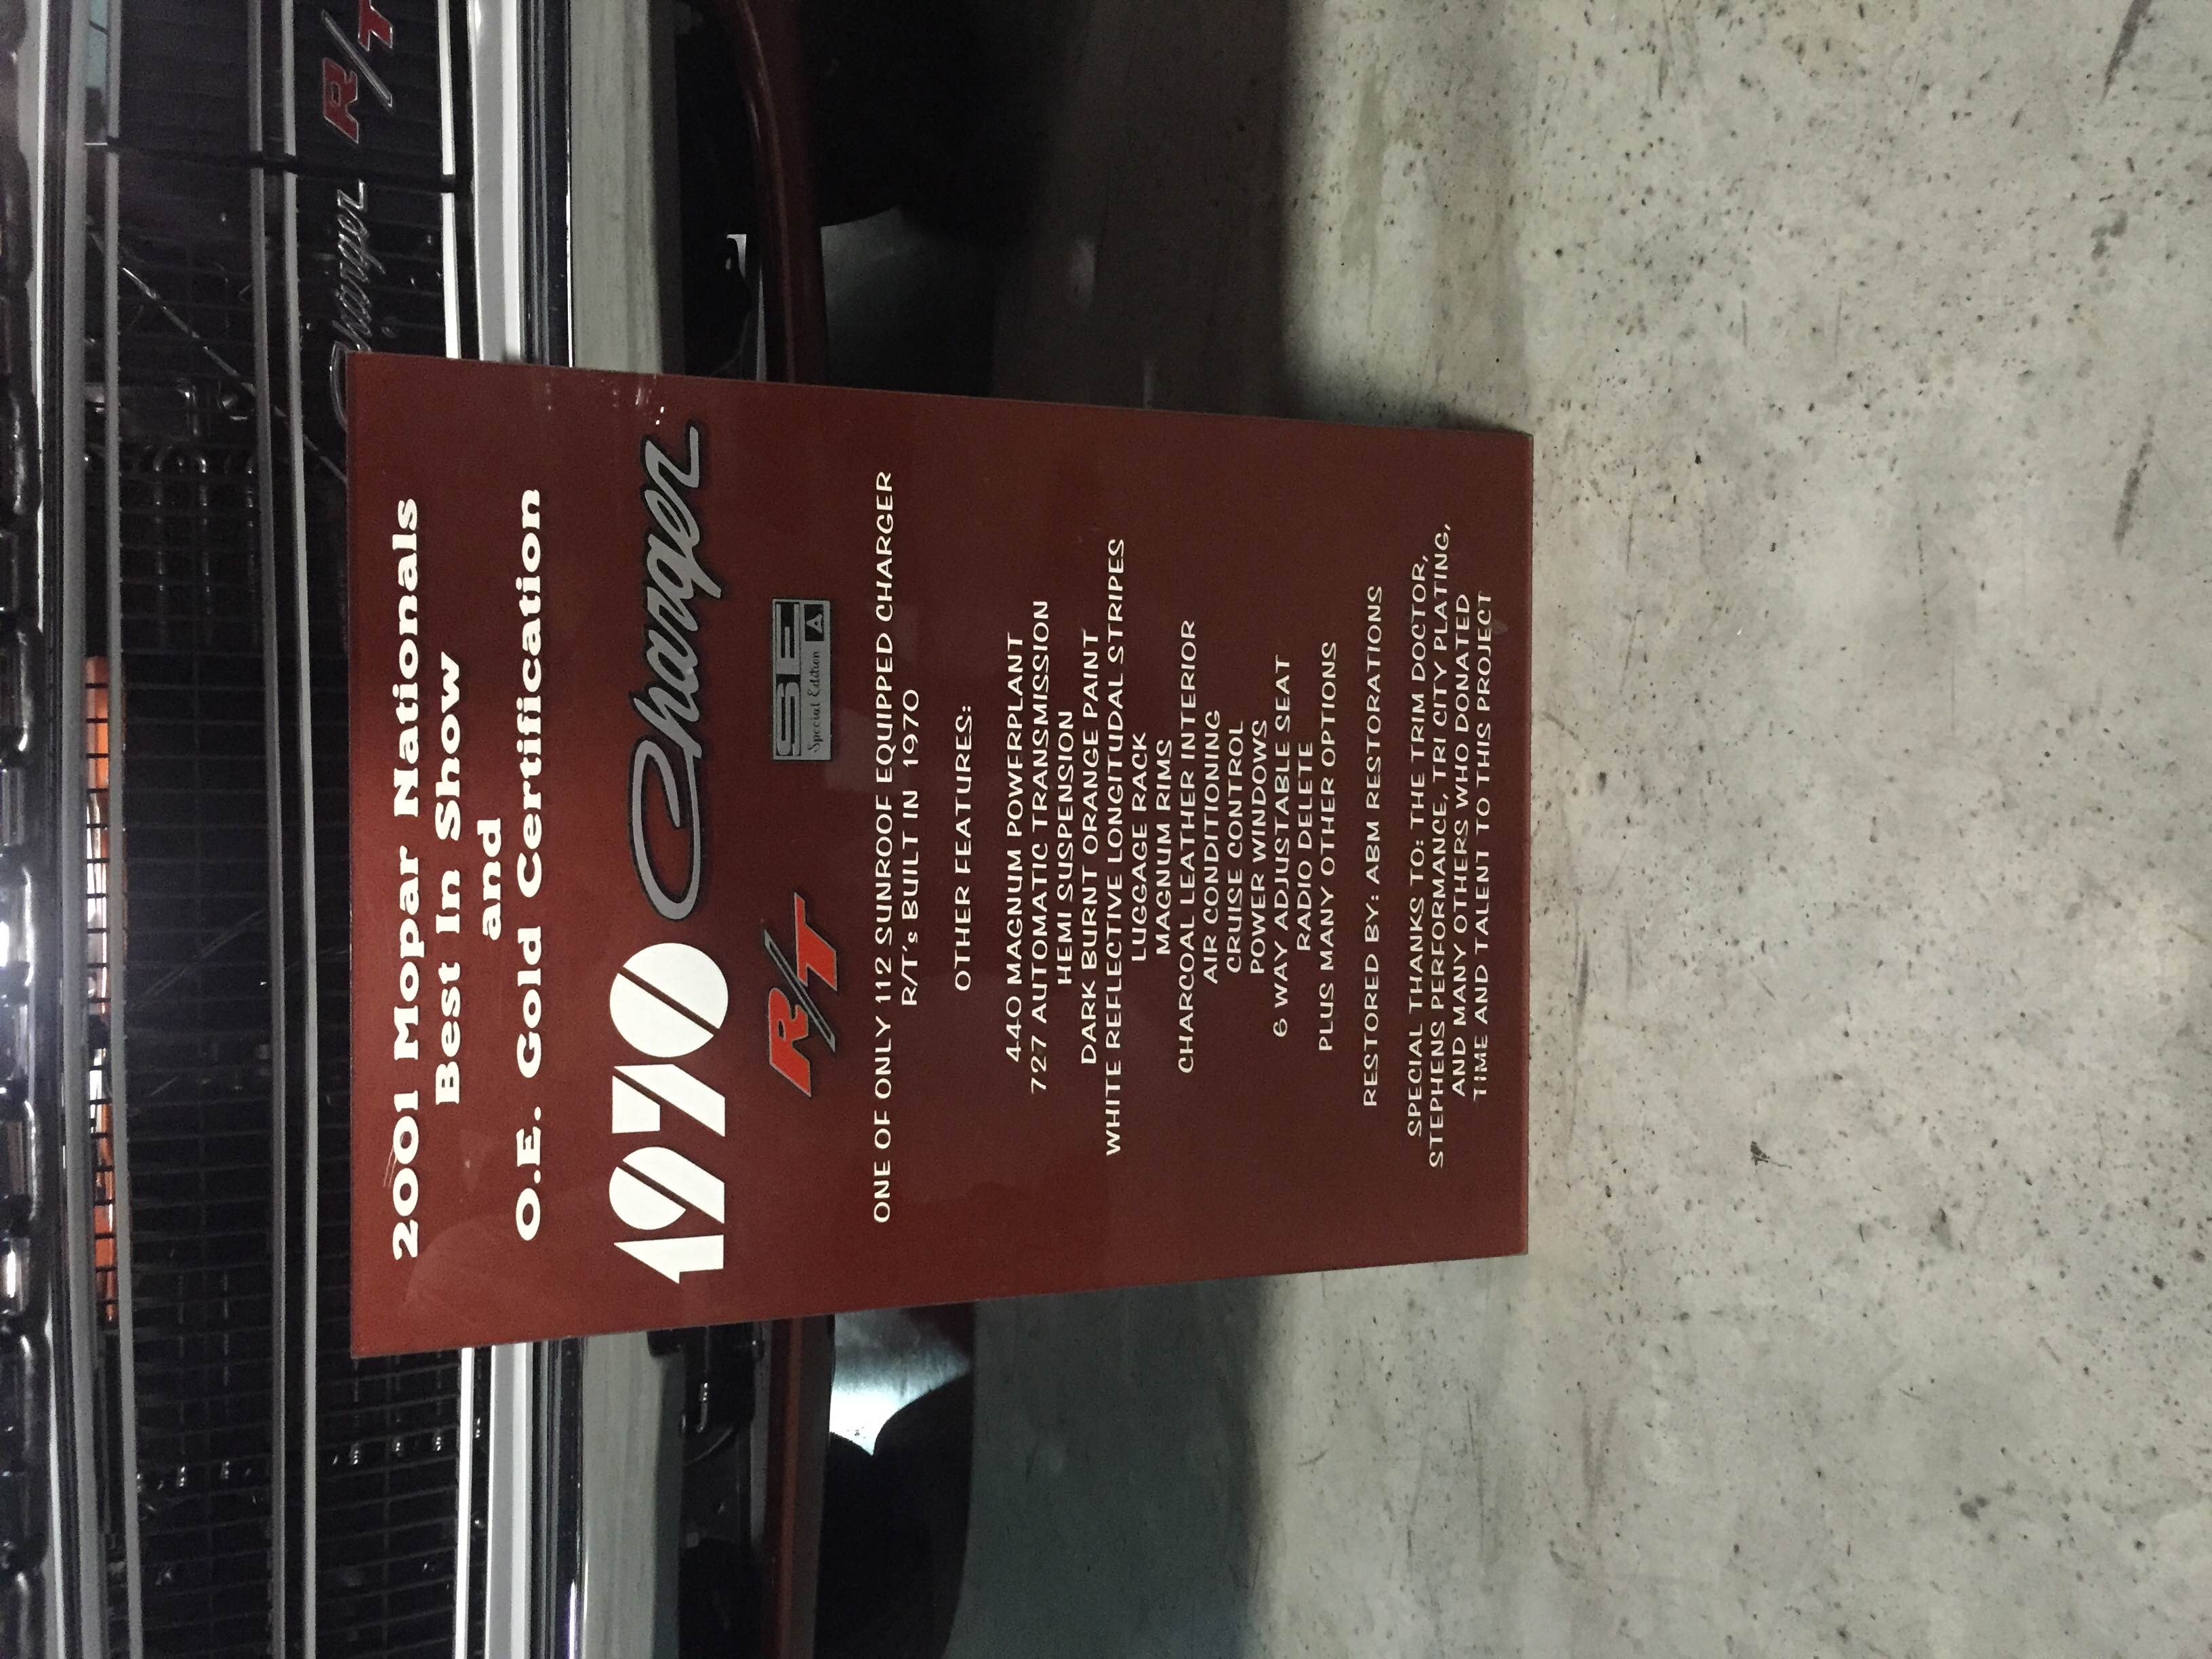 Charger R/T
2001 Mopar Nationals
Best In Show
and
O.E. Gold Certification
1970 Charger
R/T SE
Special Edition
ONE OF ONLY 112 SUNROOF EQUIPPED CHARGER
R/T's BUILT IN 1970
OTHER FEATURES:
440 MAGNUM POWERPLANT
727 AUTOMATIC TRANSMISSION
HEMI SUSPENSION
DARK BURNT ORANGE PAINT
WHITE REFLECTIVE LONGITUDAL STRIPES
LUGGAGE RACK
MAGNUM RIMS
CHARCOAL LEATHER INTERIOR
AIR CONDITIONING
CRUISE CONTROL
POWER WINDOWS
6 WAY ADJUSTABLE SEAT
RADIO DELETE
PLUS MANY OTHER OPTIONS
RESTORED BY: ABM RESTORATIONS
SPECIAL THANKS TO: THE TRIM DOCTOR,
STEPHENS PERFORMANCE, TRI CITY PLATING,
AND MANY OTHERS WHO DONATED
TIME AND TALENT TO THIS PROJECT